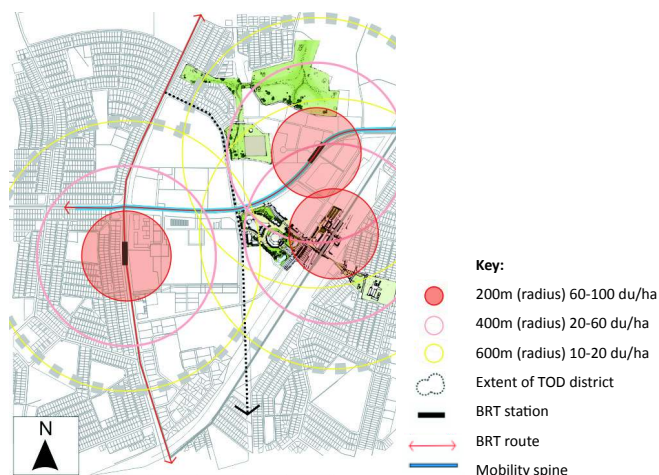 Key:
200m (radius) 60-100 du/ha
400m (radius) 20-60 du/ha
600m (radius) 10-20 du/ha
Extent of TOD district
BRT station
BRT route
Mobility spine
N